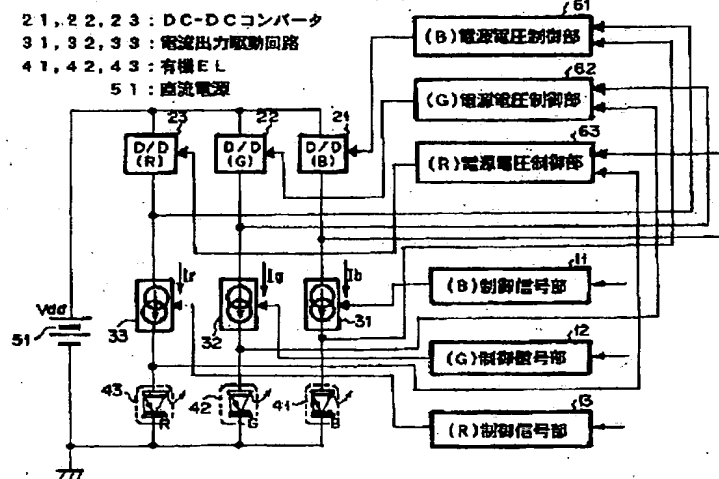 21,22,23:DC-DCコンバータ
31,32,33:電流出力駆動回路
41,42,43:有機EL
51:直流電源
61
(B)電源電圧制御部
62
(G)電源電圧制御部
63
(R)電源電圧制御部
23
D/D
(R)
22
D/D
(G)
21
D/D
(B)
Ir
Ig
Ib
33
32
31
11
(B)制御信号部
12
(G)制御信号部
13
(R)制御信号部
Vdd
51
43
R
42
G
41
B